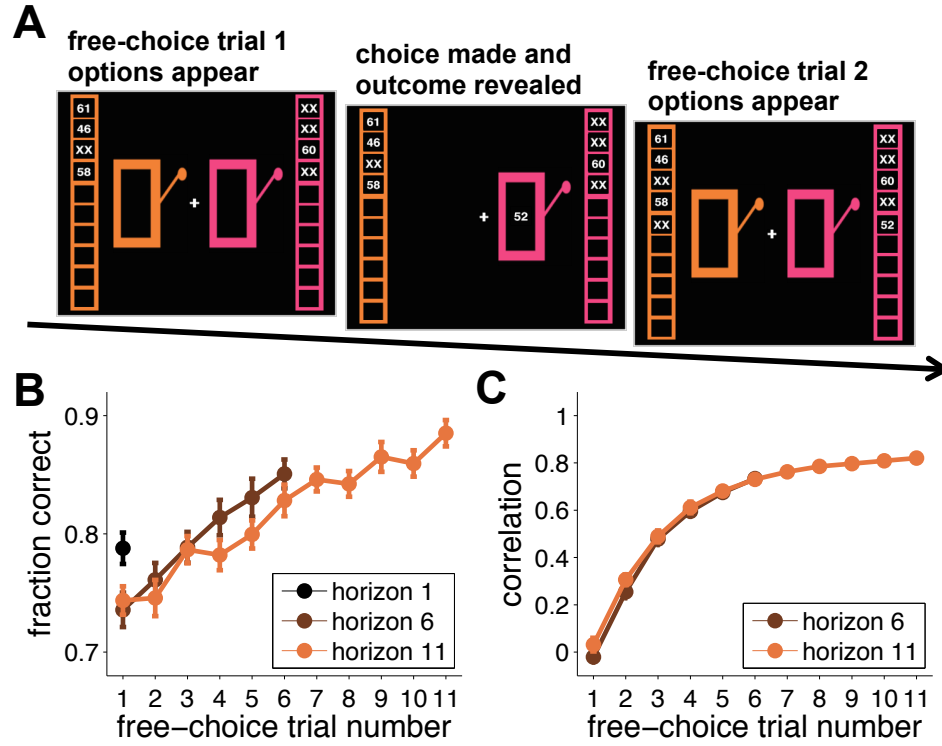 A
free-choice trial 1
options appear
choice made and
outcome revealed
free-choice trial 2
options appear
61
46
XX
58
+
XX
XX
60
XX
61
46
XX
58
+
52
XX
XX
60
XX
61
46
XX
58
XX
+
XX
XX
60
XX
52
B
fraction correct
0.9
0.8
0.7
horizon 1
horizon 6
horizon 11
1 2 3 4 5 6 7 8 9 10 11
free−choice trial number
C
correlation
1
0.8
0.6
0.4
0.2
0
horizon 6
horizon 11
1 2 3 4 5 6 7 8 9 10 11
free−choice trial number